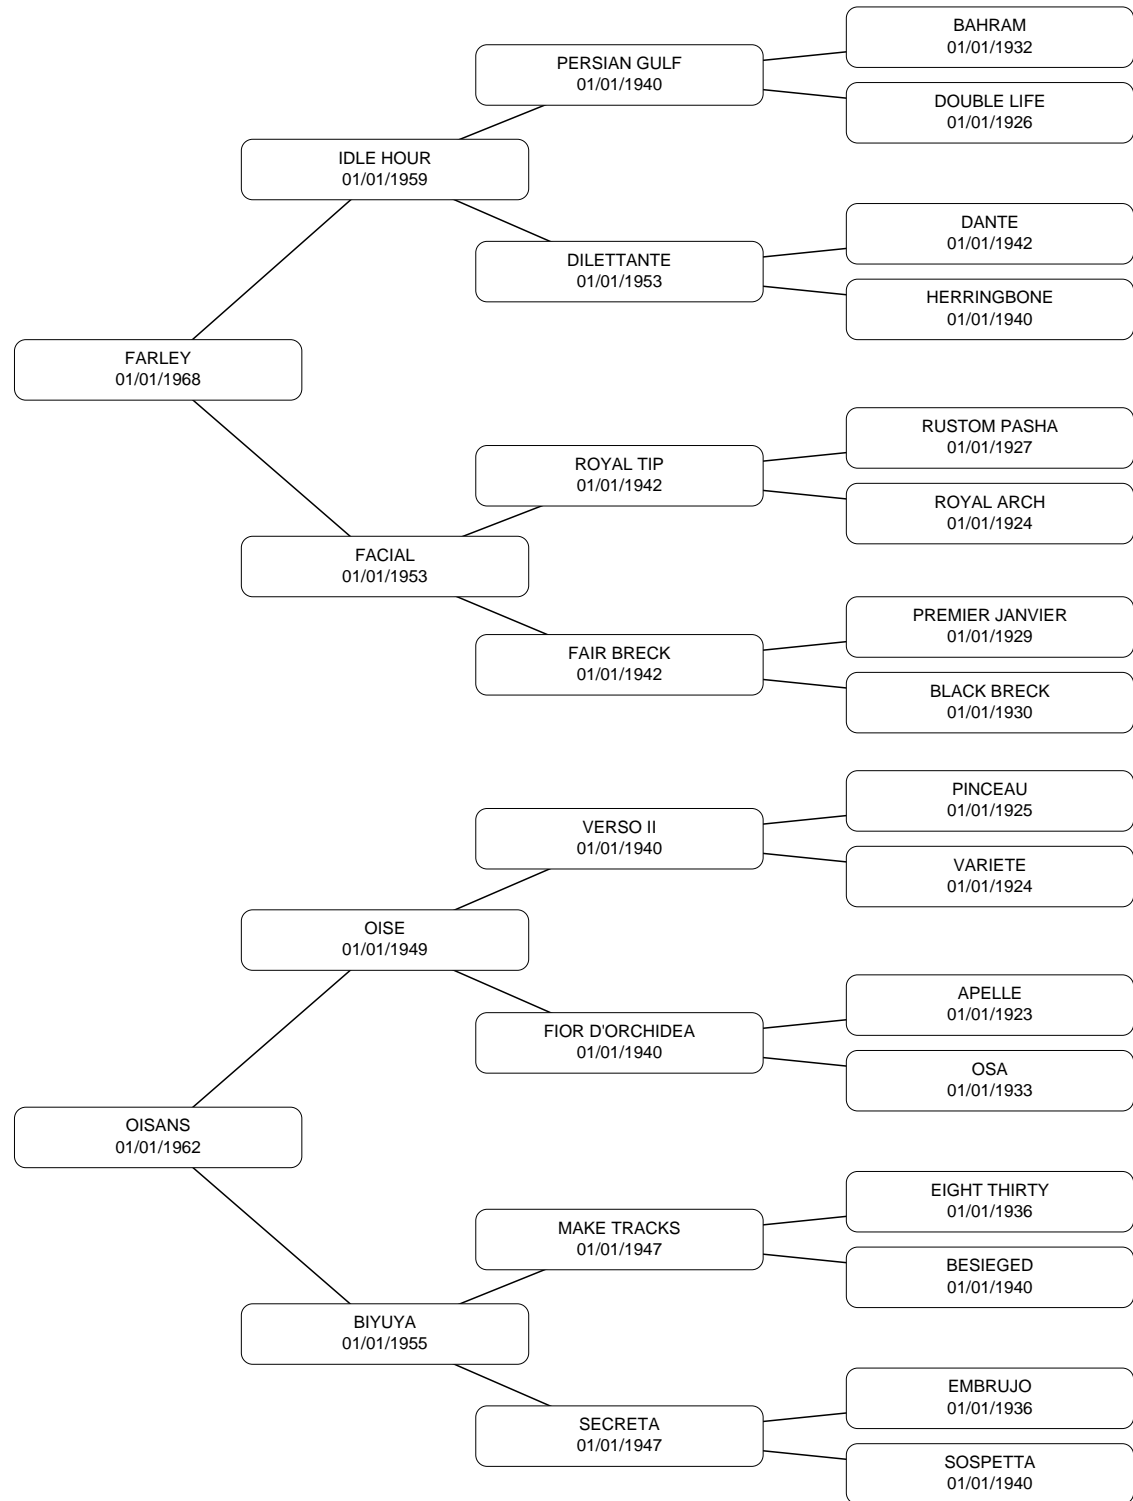 BAHRAM
01/01/1932
PERSIAN GULF
01/01/1940
DOUBLE LIFE
01/01/1926
IDLE HOUR
01/01/1959
DANTE
01/01/1942
DILETTANTE
01/01/1953
HERRINGBONE
01/01/1940
FARLEY
01/01/1968
RUSTOM PASHA
01/01/1927
ROYAL TIP
01/01/1942
ROYAL ARCH
01/01/1924
FACIAL
01/01/1953
PREMIER JANVIER
01/01/1929
FAIR BRECK
01/01/1942
BLACK BRECK
01/01/1930
PINCEAU
01/01/1925
VERSO II
01/01/1940
VARIETE
01/01/1924
OISE
01/01/1949
APELLE
01/01/1923
FIOR D'ORCHIDEA
01/01/1940
OSA
01/01/1933
OISANS
01/01/1962
EIGHT THIRTY
01/01/1936
MAKE TRACKS
01/01/1947
BESIEGED
01/01/1940
BIYUYA
01/01/1955
EMBRUJO
01/01/1936
SECRETA
01/01/1947
SOSPETTA
01/01/1940